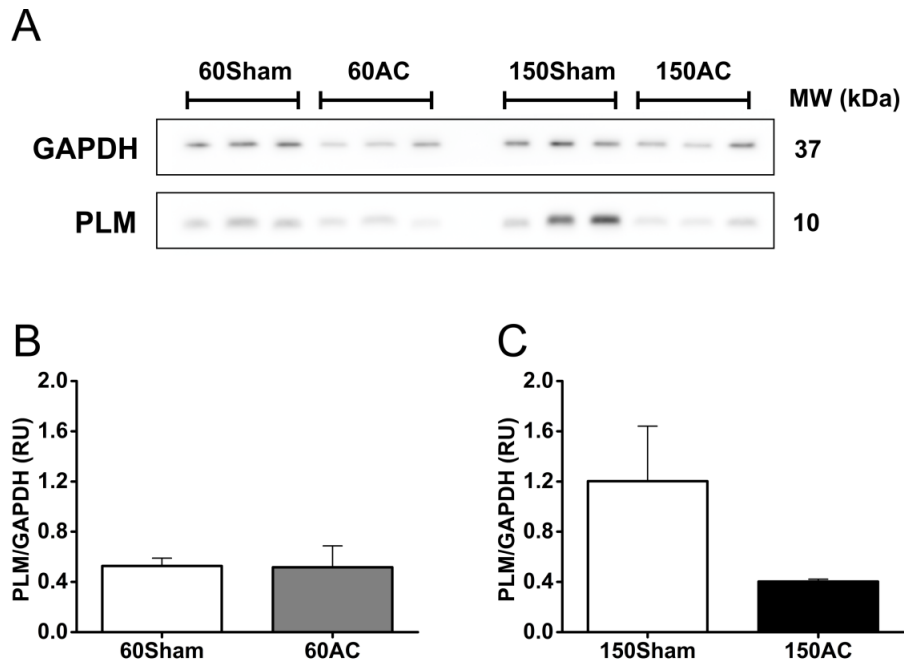 A
60Sham 60AC 150Sham 150AC
MW (kDa)
GAPDH 37
PLM 10
B
PLM/GAPDH (RU)
2.0
1.6
1.2
0.8
0.4
0.0
60Sham 60AC
C
PLM/GAPDH (RU)
2.0
1.6
1.2
0.8
0.4
0.0
150Sham 150AC